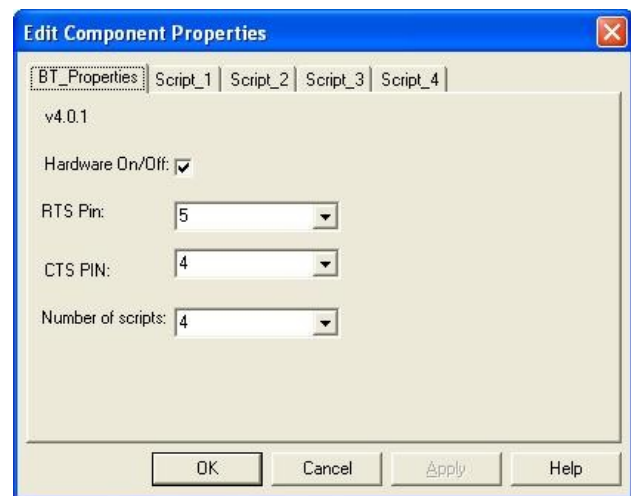 Edit Component Properties
BT_Properties Script_1 Script_2 Script_3 Script_4
v4.0.1
Hardware On/Off:
RTS Pin: 5
CTS PIN: 4
Number of scripts: 4
OK Cancel Apply Help